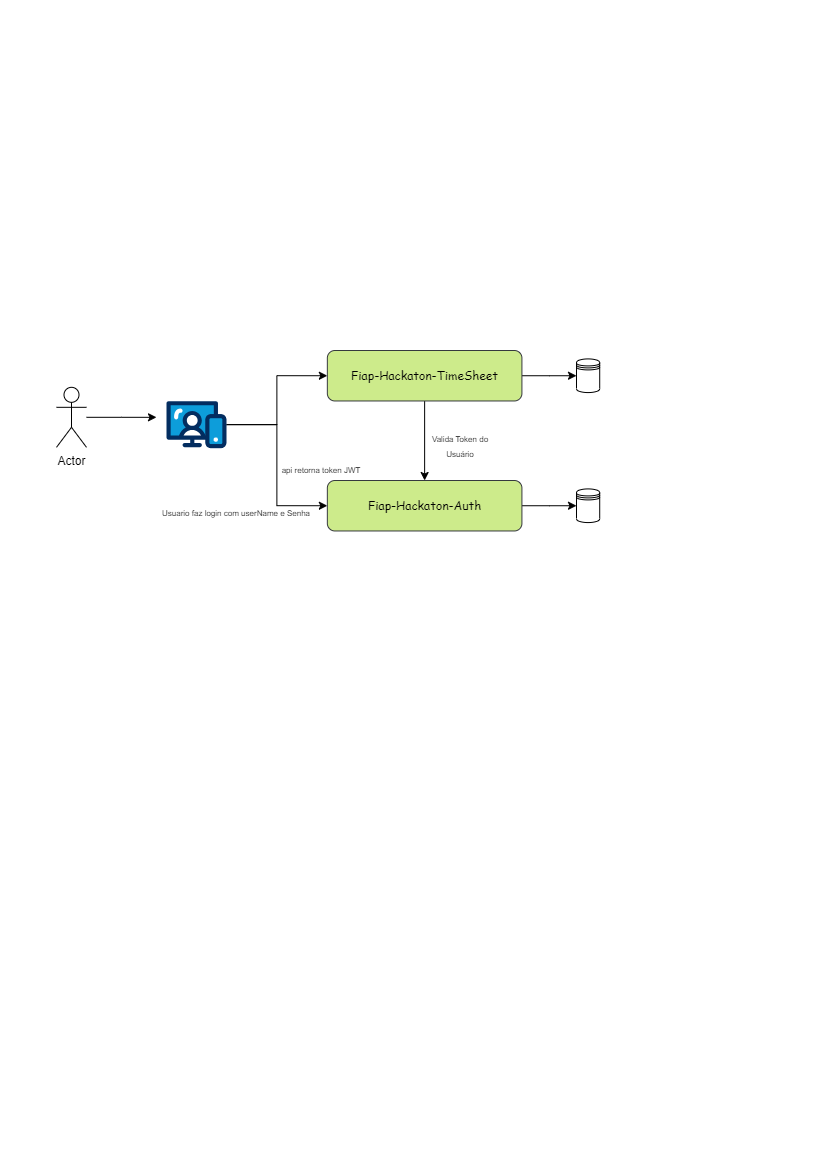 Fiap-Hackaton-TimeSheet
Valida Token do
Usuário
Actor
api retorna token JWT
Fiap-Hackaton-Auth
Usuario faz login com userName e Senha